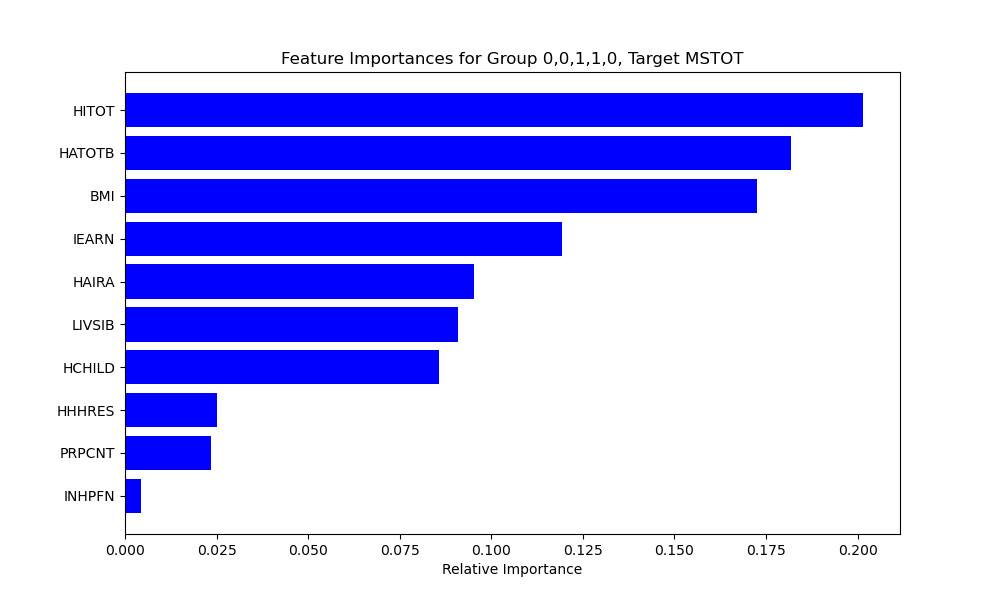 Feature Importances for Group 0,0,1,1,0, Target MSTOT
HITOT
HATOTB
BMI
IEARN
HAIRA
LIVSIB
HCHILD
HHHRES
PRPCNT
INHPFN
0.000 0.025 0.050 0.075 0.100 0.125 0.150 0.175 0.200
Relative Importance